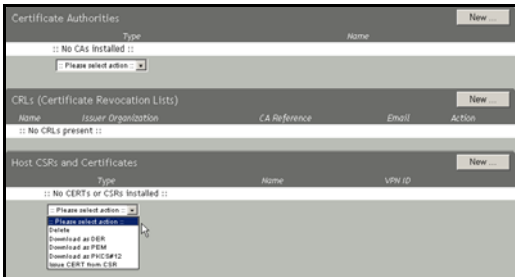 Certificate Authorities New ...
Type Name
:: No CAs installed ::
:: Please select action ::
CRLs (Certificate Revocation Lists) New ...
Name Issuer Organization CA Reference Email Action
:: No CRLs present ::
Host CSRs and Certificates New ...
Type Name VPN ID
:: No CERTs or CSRs installed ::
:: Please select action ::
:: Please select action ::
Delete
Download as DER
Download as PEM
Download as PKCS#12
Issue CERT from CSR